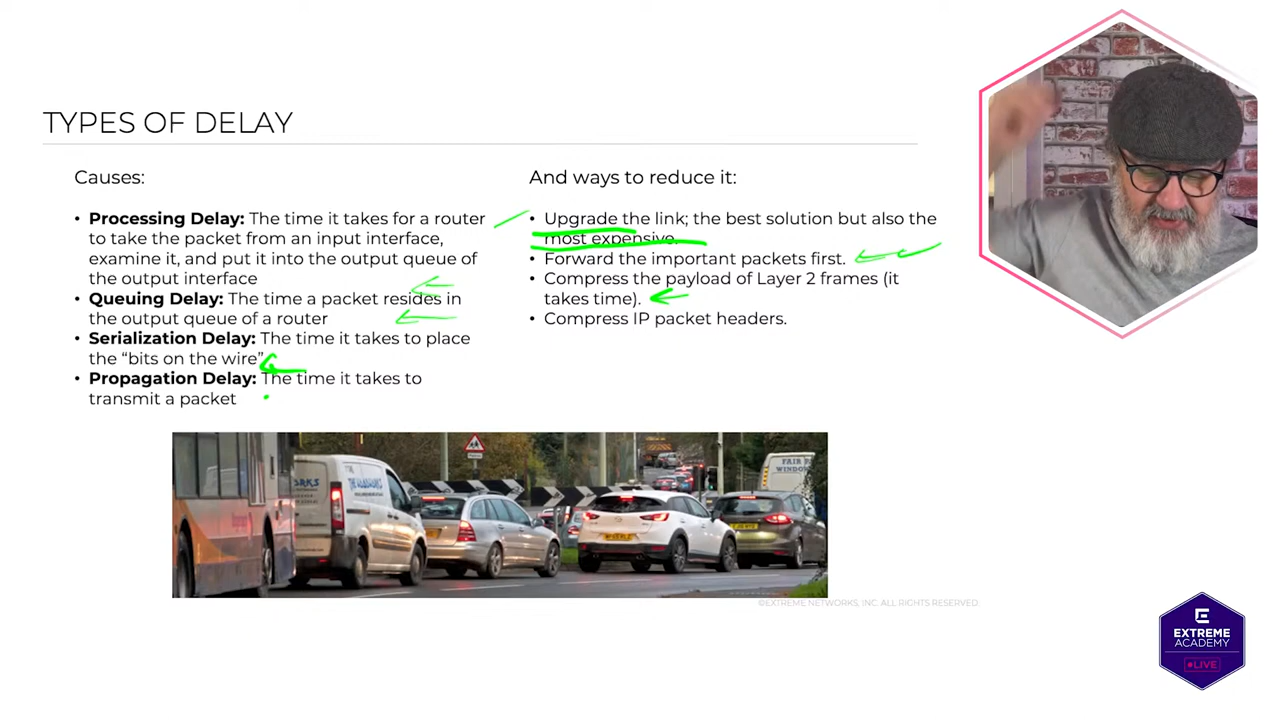 TYPES OF DELAY
Causes:
• Processing Delay: The time it takes for a router
to take the packet from an input interface,
examine it, and put it into the output queue of
the output interface
• Queuing Delay: The time a packet resides in
the output queue of a router
• Serialization Delay: The time it takes to place
the “bits on the wire”
• Propagation Delay: The time it takes to
transmit a packet
And ways to reduce it:
• Upgrade the link; the best solution but also the
most expensive.
• Forward the important packets first.
• Compress the payload of Layer 2 frames (it
takes time).
• Compress IP packet headers.
FAIR
WINDOW
©EXTREME NETWORKS, INC. ALL RIGHTS RESERVED.
EXTREME
ACADEMY
LIVE